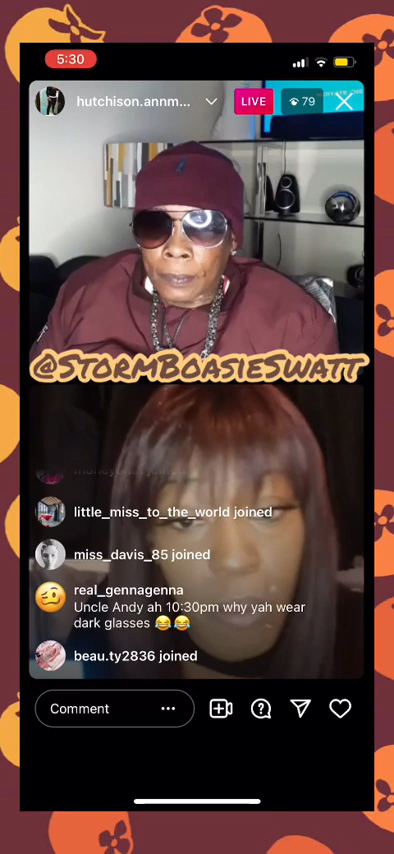 5:30
hutchison.annm...
LIVE
79
@StormBoasieSwatt
little_miss_to_the_world joined
miss_davis_85 joined
real_gennagenna
Uncle Andy ah 10:30pm why yah wear
dark glasses 😂😂
beau.ty2836 joined
Comment